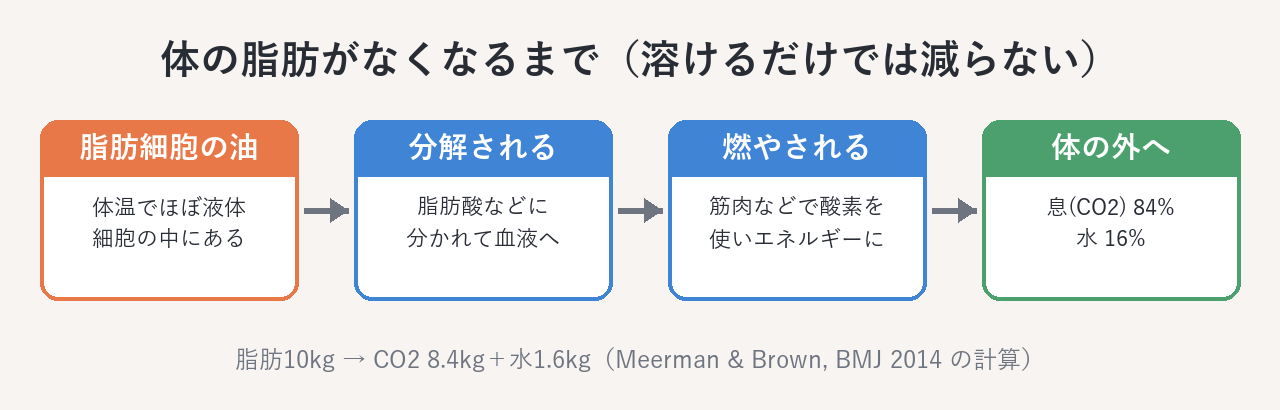 体の脂肪がなくなるまで（溶けるだけでは減らない）
脂肪細胞の油
体温でほぼ液体
細胞の中にある
分解される
脂肪酸などに
分かれて血液へ
燃やされる
筋肉などで酸素を
使いエネルギーに
体の外へ
息(CO2) 84%
水 16%
脂肪10kg → CO2 8.4kg＋水1.6kg（Meerman & Brown, BMJ 2014 の計算）